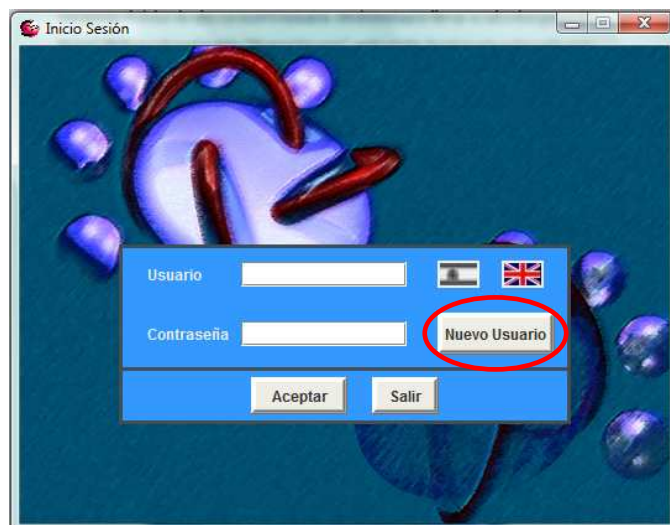 Inicio Sesión
Usuario
Contraseña
Nuevo Usuario
Aceptar
Salir